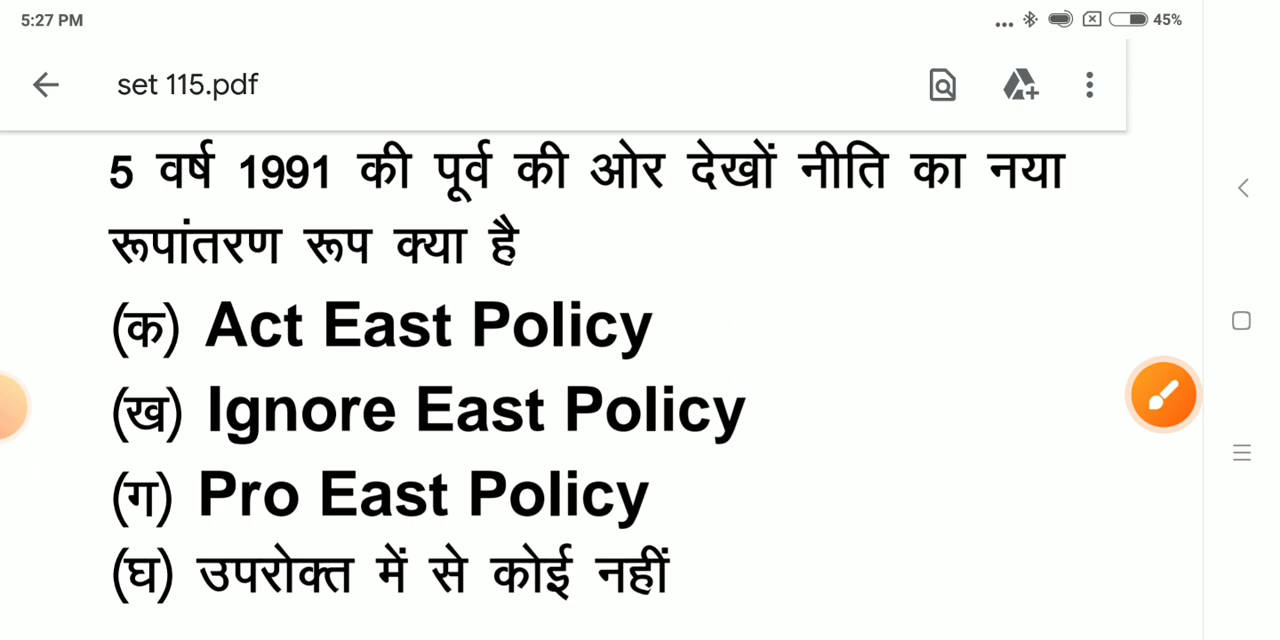 5:27 PM
45%
set 115.pdf
5 वर्ष 1991 की पूर्व की ओर देखों नीति का नया
रूपांतरण रूप क्या है
(क) Act East Policy
(ख) Ignore East Policy
(ग) Pro East Policy
(घ) उपरोक्त में से कोई नहीं